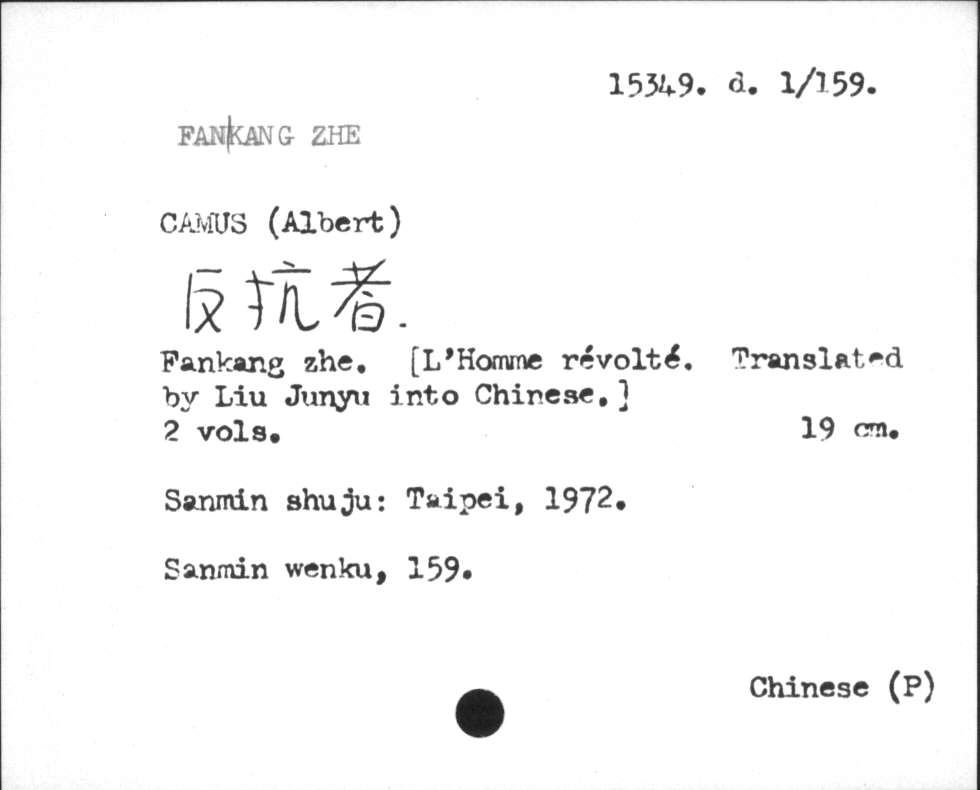 15349. d. 1/159.
FAN|KANG ZHE
CAMUS (Albert)
反抗者.
Fankang zhe. [L'Homme révolté. Translated
by Liu Junyu into Chinese.]
2 vols. 19 cm.
Sanmin shuju: Taipei, 1972.
Sanmin wenku, 159.
Chinese (P)